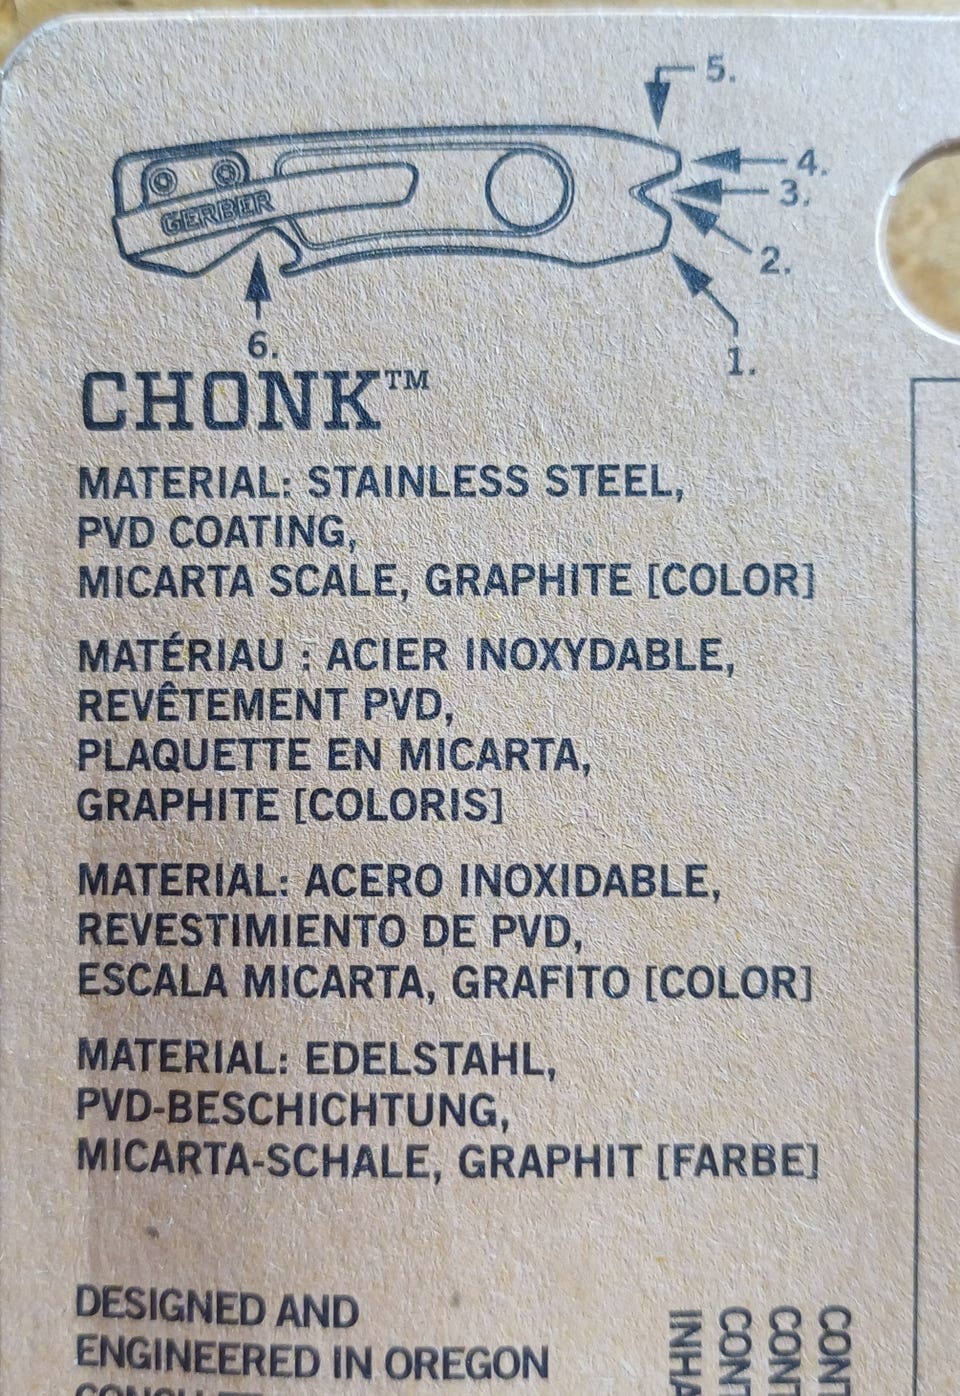 5.
4.
3.
2.
1.
GERBER
6.
CHONK™
MATERIAL: STAINLESS STEEL,
PVD COATING,
MICARTA SCALE, GRAPHITE [COLOR]
MATÉRIAU : ACIER INOXYDABLE,
REVÊTEMENT PVD,
PLAQUETTE EN MICARTA,
GRAPHITE [COLORIS]
MATERIAL: ACERO INOXIDABLE,
REVESTIMIENTO DE PVD,
ESCALA MICARTA, GRAFITO [COLOR]
MATERIAL: EDELSTAHL,
PVD-BESCHICHTUNG,
MICARTA-SCHALE, GRAPHIT [FARBE]
DESIGNED AND
ENGINEERED IN OREGON